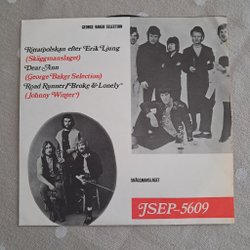 GEORGE BAKER SELECTION
Rättarpolskan efter Erik Ljung
(Skäggmanslaget)
Dear Ann
(George Baker Selection)
Road Runner/"Broke & Lonely"
(Johnny Winter)
SKÄGGMANSLAGET
JSEP-5609